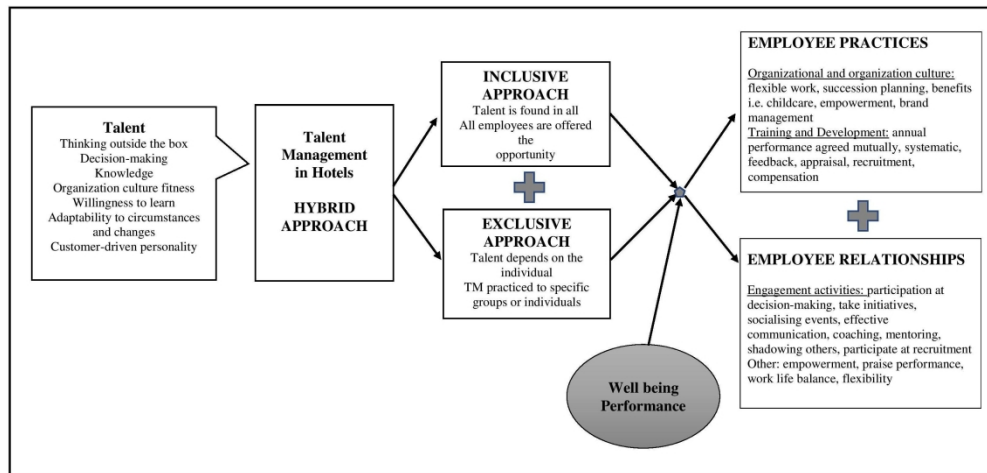 Talent
Thinking outside the box
Decision-making
Knowledge
Organization culture fitness
Willingness to learn
Adaptability to circumstances
and changes
Customer-driven personality
Talent
Management
in Hotels
HYBRID
APPROACH
INCLUSIVE
APPROACH
Talent is found in all
All employees are offered
the
opportunity
EXCLUSIVE
APPROACH
Talent depends on the
individual
TM practiced to specific
groups or individuals
Well being
Performance
EMPLOYEE PRACTICES
Organizational and organization culture:
flexible work, succession planning, benefits
i.e. childcare, empowerment, brand
management
Training and Development: annual
performance agreed mutually, systematic,
feedback, appraisal, recruitment,
compensation
EMPLOYEE RELATIONSHIPS
Engagement activities: participation at
decision-making, take initiatives,
socialising events, effective
communication, coaching, mentoring,
shadowing others, participate at recruitment
Other: empowerment, praise performance,
work life balance, flexibility